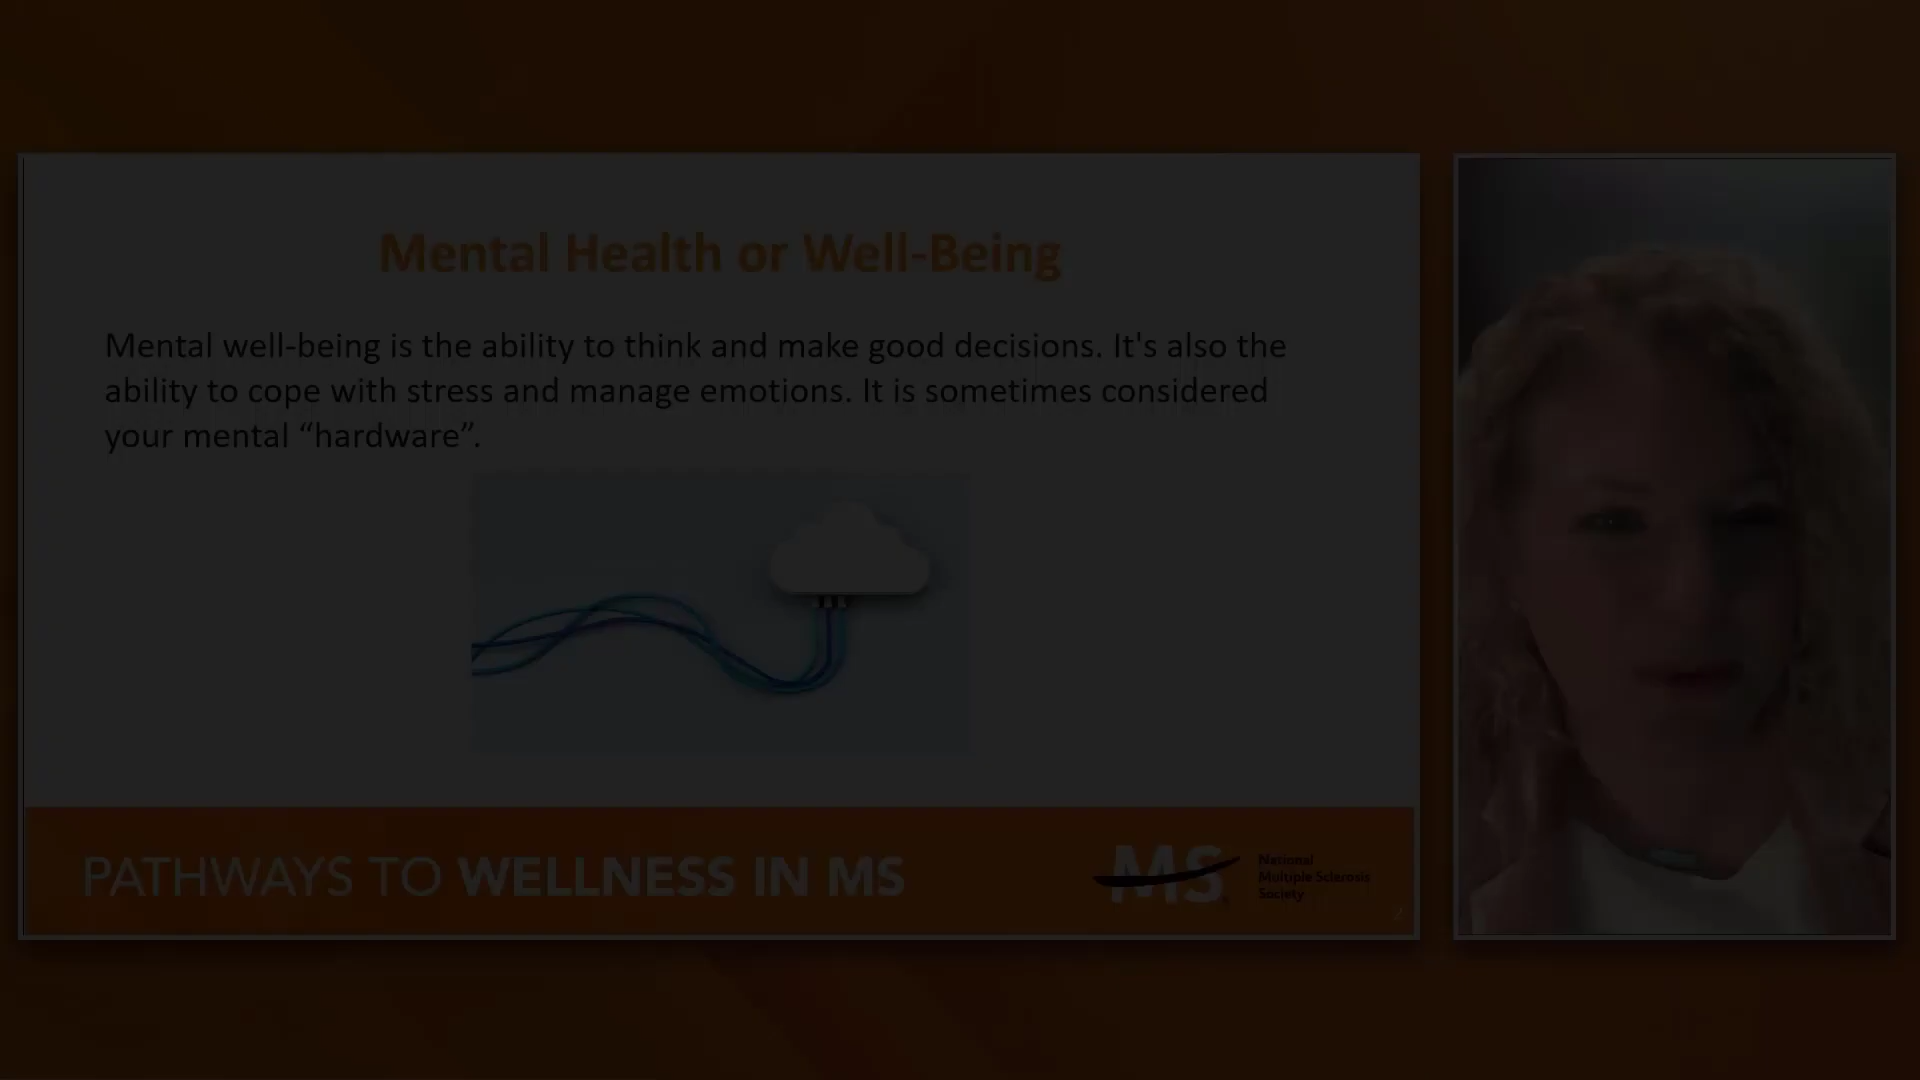 Mental Health or Well-Being
Mental well-being is the ability to think and make good decisions. It's also the
ability to cope with stress and manage emotions. It is sometimes considered
your mental “hardware”.
PATHWAYS TO WELLNESS IN MS
MS
National
Multiple Sclerosis
Society